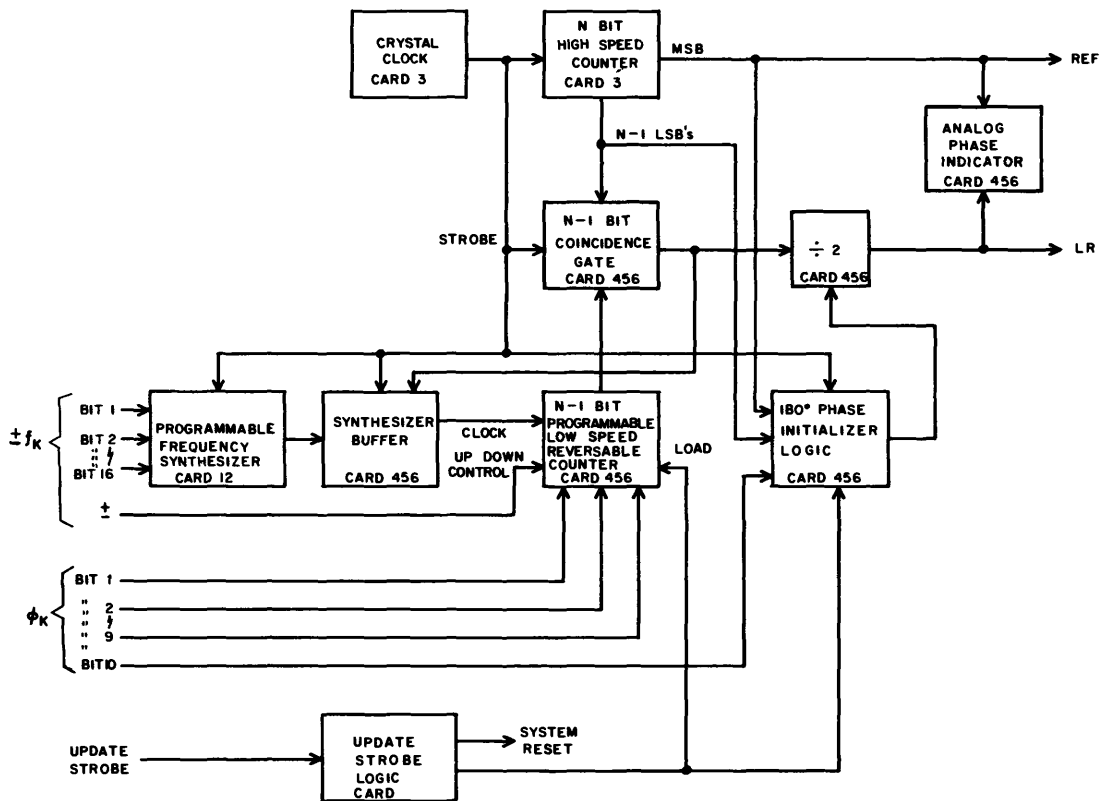 CRYSTAL
CLOCK
CARD 3
N BIT
HIGH SPEED
COUNTER
CARD 3
MSB
REF
N-1 LSB's
ANALOG
PHASE
INDICATOR
CARD 456
STROBE
N-1 BIT
COINCIDENCE
GATE
CARD 456
÷ 2
CARD 456
LR
± fK
BIT 1
BIT 2
" 
"
BIT 16
±
PROGRAMMABLE
FREQUENCY
SYNTHESIZER
CARD 12
SYNTHESIZER
BUFFER
CARD 456
CLOCK
UP DOWN
CONTROL
N-1 BIT
PROGRAMMABLE
LOW SPEED
REVERSABLE
COUNTER
CARD 456
LOAD
180° PHASE
INITIALIZER
LOGIC
CARD 456
ϕK
BIT 1
" 2
"
" 9
"
BIT 10
UPDATE
STROBE
UPDATE
STROBE
LOGIC
CARD
SYSTEM
RESET